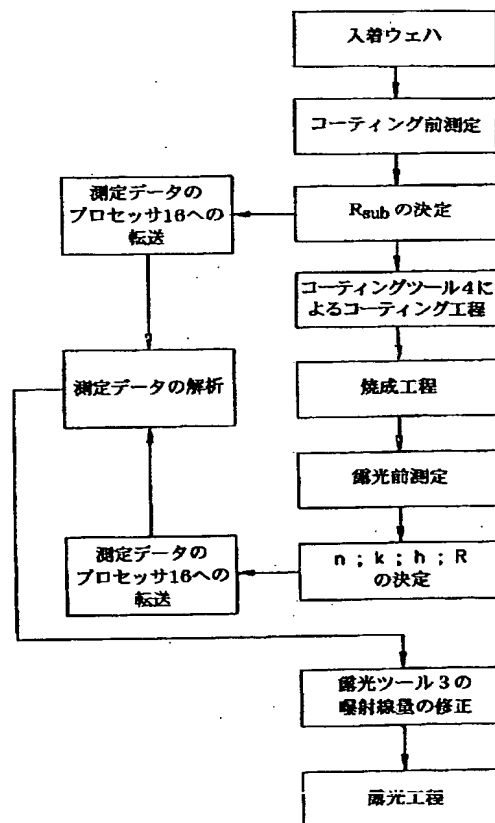 入着ウェハ
コーティング前測定
測定データの
プロセッサ16への
転送
Rsub の決定
コーティングツール4に
よるコーティング工程
測定データの解析
焼成工程
露光前測定
測定データの
プロセッサ16への
転送
n ; k ; h ; R
の決定
露光ツール3の
曝射線量の修正
露光工程